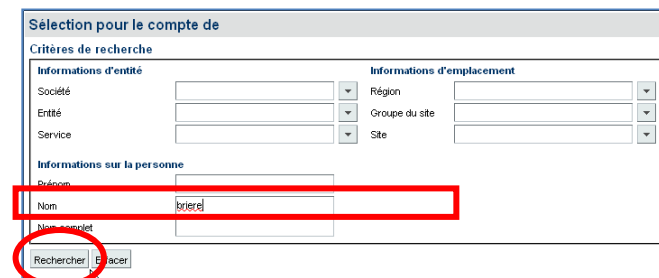 Sélection pour le compte de
Critères de recherche
Informations d'entité Informations d'emplacement
Société Région
Entité Groupe du site
Service Site
Informations sur la personne
Prénom
Nom briere
Nom complet
Rechercher Effacer